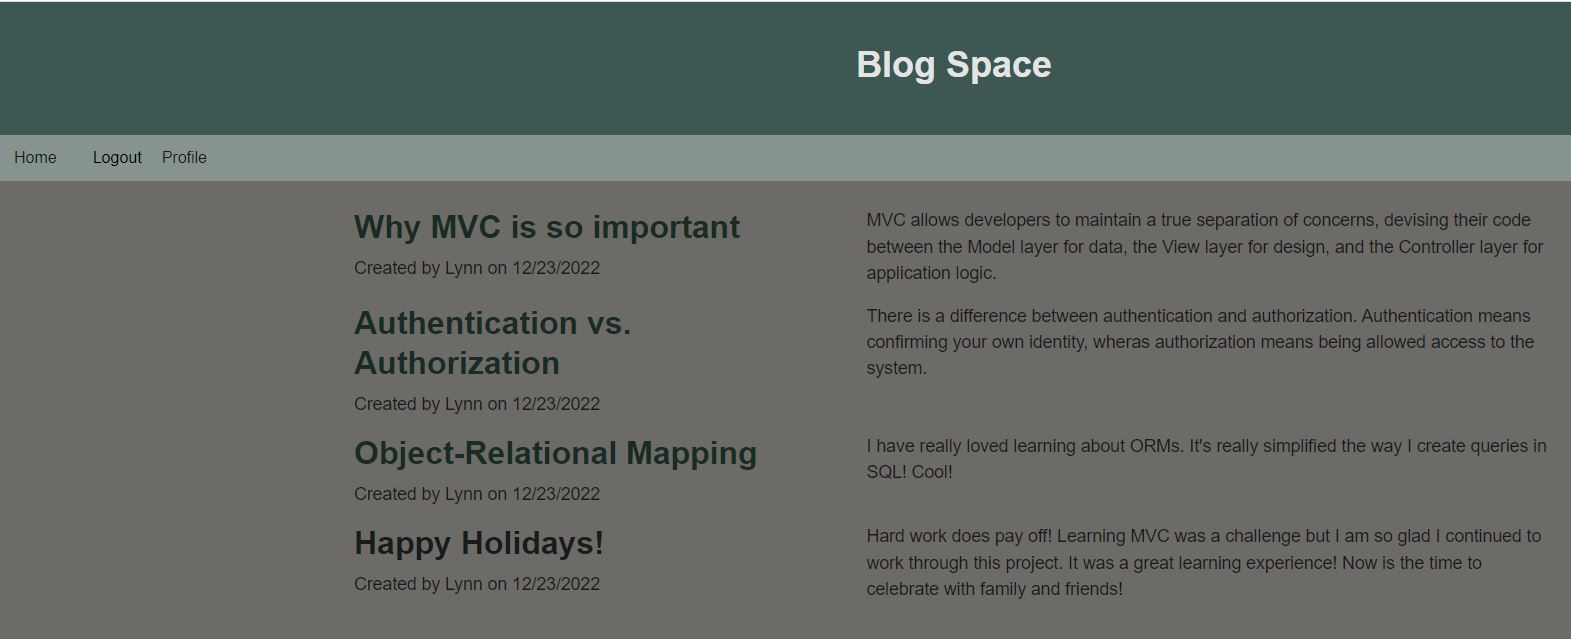 Blog Space
Home Logout Profile
Why MVC is so important
Created by Lynn on 12/23/2022
MVC allows developers to maintain a true separation of concerns, devising their code
between the Model layer for data, the View layer for design, and the Controller layer for
application logic.
Authentication vs.
Authorization
Created by Lynn on 12/23/2022
There is a difference between authentication and authorization. Authentication means
confirming your own identity, wheras authorization means being allowed access to the
system.
Object-Relational Mapping
Created by Lynn on 12/23/2022
I have really loved learning about ORMs. It's really simplified the way I create queries in
SQL! Cool!
Happy Holidays!
Created by Lynn on 12/23/2022
Hard work does pay off! Learning MVC was a challenge but I am so glad I continued to
work through this project. It was a great learning experience! Now is the time to
celebrate with family and friends!